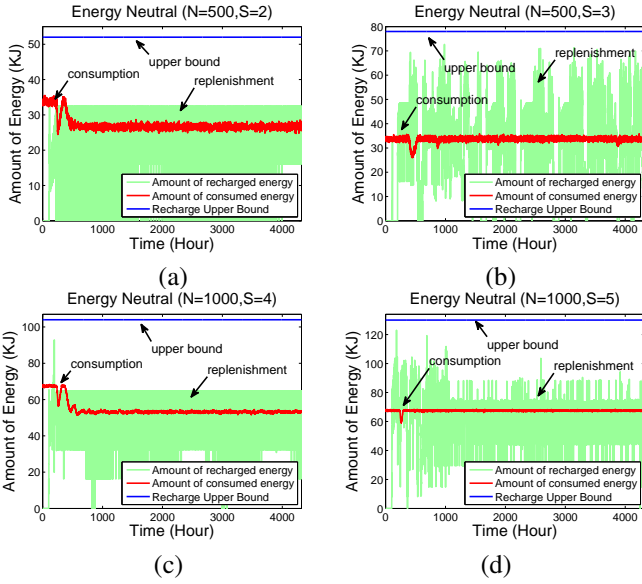 Energy Neutral (N=500,S=2)
Amount of Energy (KJ)
50
40
30
20
10
0
consumption
upper bound
replenishment
Amount of recharged energy
Amount of consumed energy
Recharge Upper Bound
0 1000 2000 3000 4000
Time (Hour)
(a)
Energy Neutral (N=500,S=3)
Amount of Energy (KJ)
80
70
60
50
40
30
20
10
0
upper bound
replenishment
consumption
Amount of recharged energy
Amount of consumed energy
Recharge Upper Bound
0 1000 2000 3000 4000
Time (Hour)
(b)
Energy Neutral (N=1000,S=4)
Amount of Energy (KJ)
100
80
60
40
20
0
upper bound
consumption
replenishment
Amount of recharged energy
Amount of consumed energy
Recharge Upper Bound
0 1000 2000 3000 4000
Time (Hour)
(c)
Energy Neutral (N=1000,S=5)
Amount of Energy (KJ)
120
100
80
60
40
20
0
upper bound
consumption
replenishment
Amount of recharged energy
Amount of consumed energy
Recharge Upper Bound
0 1000 2000 3000 4000
Time (Hour)
(d)